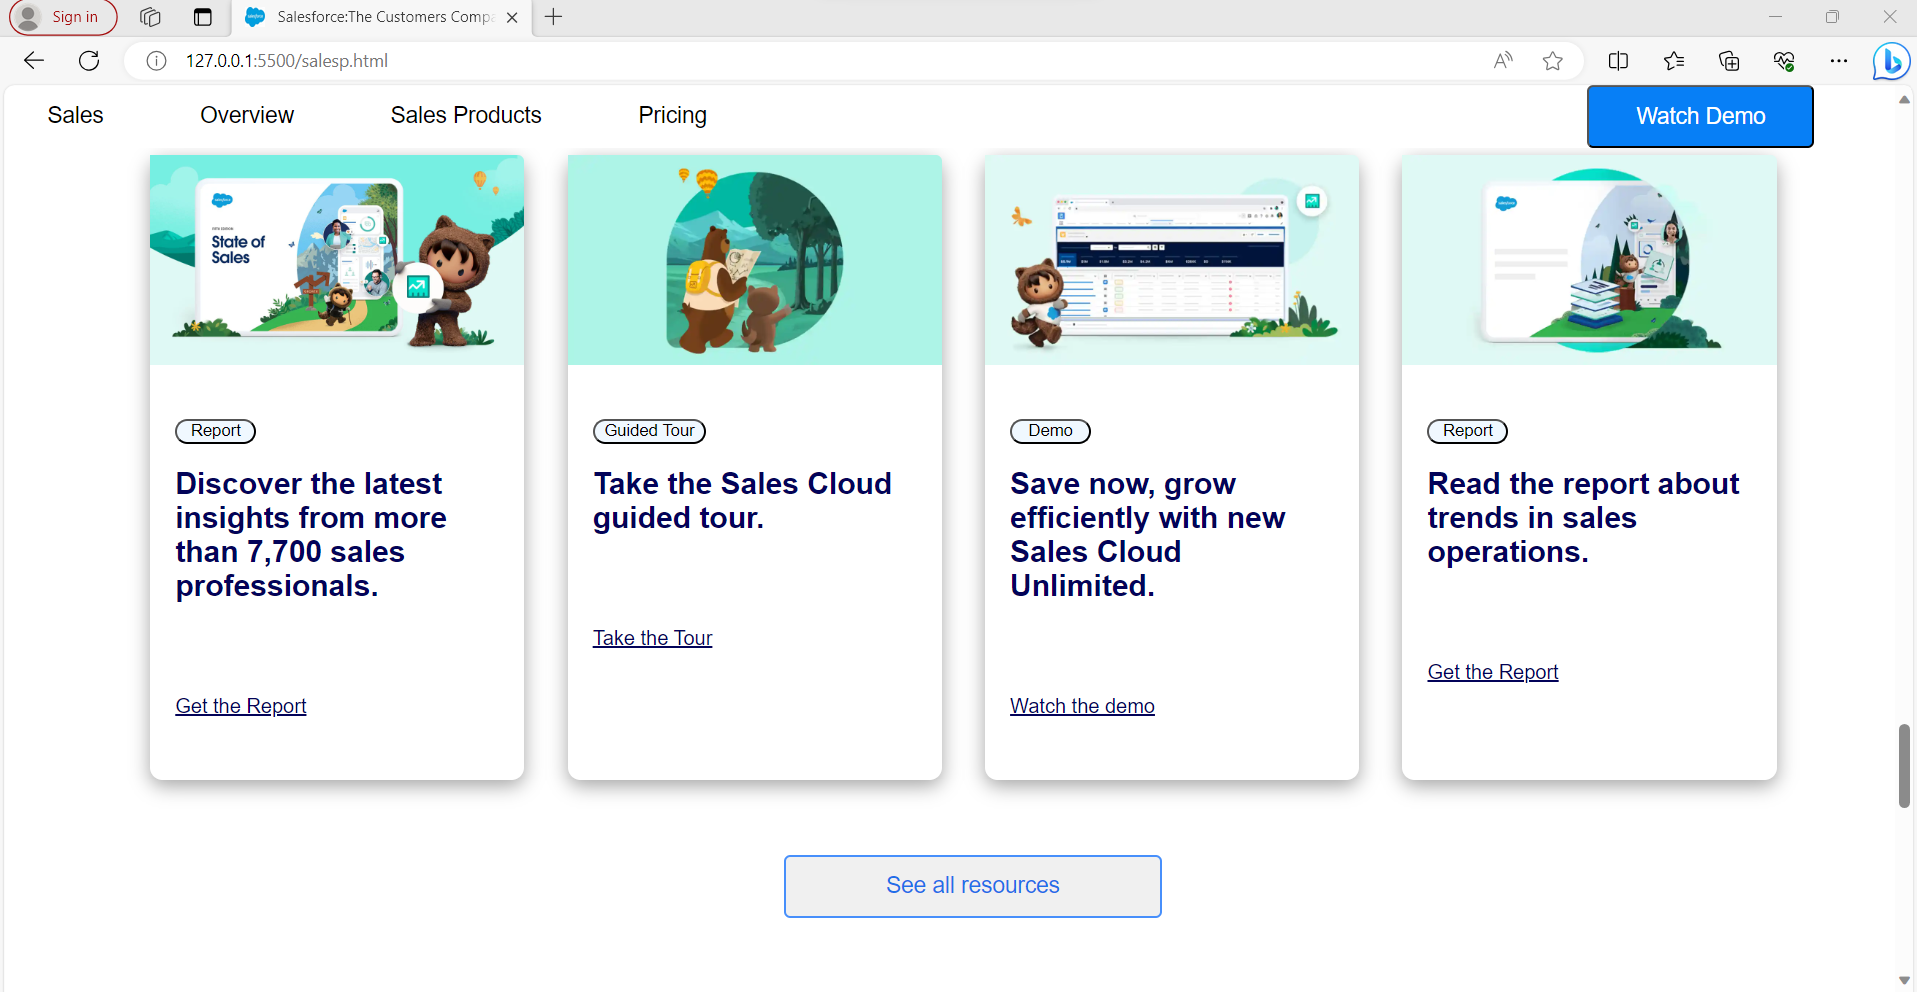 Sign in
Salesforce:The Customers Compa
127.0.0.1:5500/salesp.html
Sales
Overview
Sales Products
Pricing
Watch Demo
State of
Sales
Report
Discover the latest
insights from more
than 7,700 sales
professionals.
Get the Report
Guided Tour
Take the Sales Cloud
guided tour.
Take the Tour
Demo
Save now, grow
efficiently with new
Sales Cloud
Unlimited.
Watch the demo
Report
Read the report about
trends in sales
operations.
Get the Report
See all resources